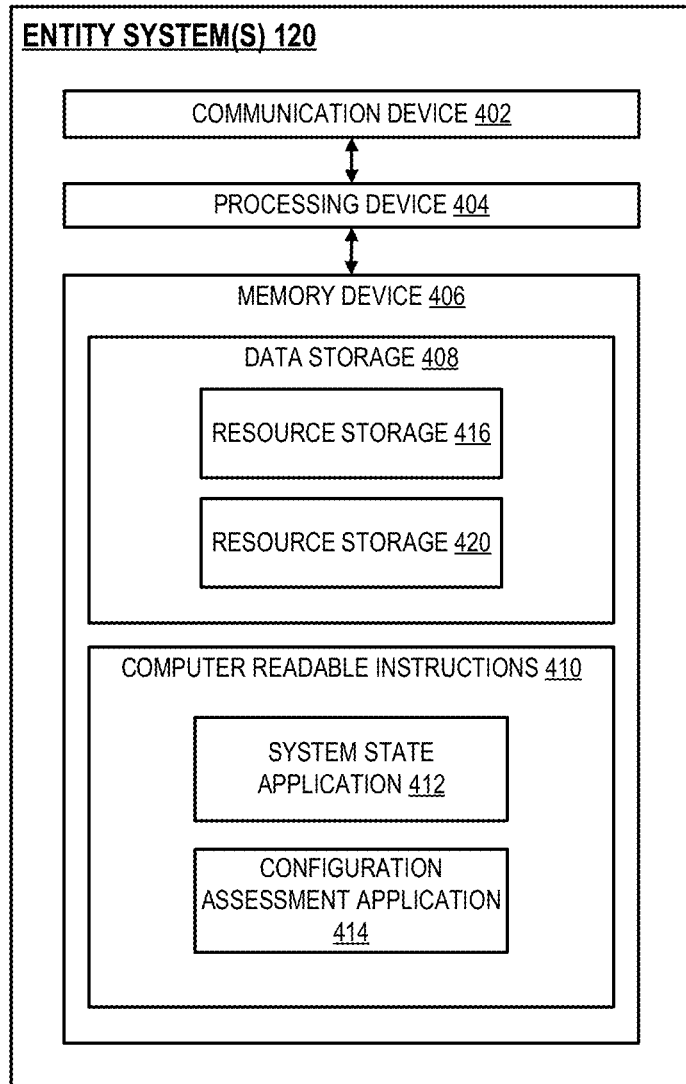 ENTITY SYSTEM(S) 120
COMMUNICATION DEVICE 402
PROCESSING DEVICE 404
MEMORY DEVICE 406
DATA STORAGE 408
RESOURCE STORAGE 416
RESOURCE STORAGE 420
COMPUTER READABLE INSTRUCTIONS 410
SYSTEM STATE
APPLICATION 412
CONFIGURATION
ASSESSMENT APPLICATION
414